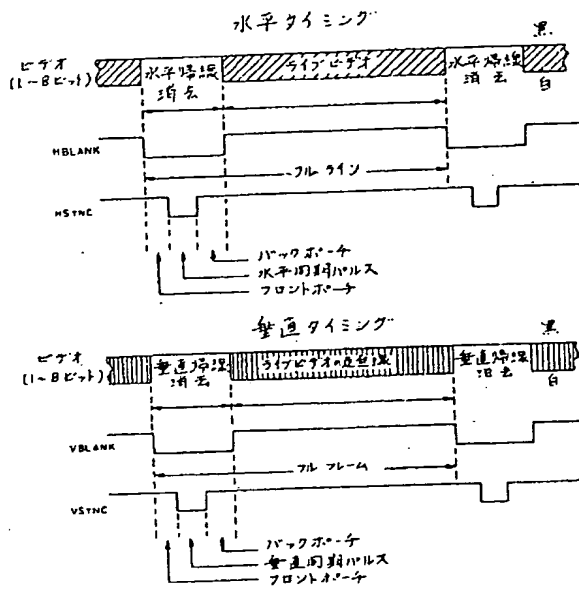 水平タイミング
黒
ビデオ
(1~8ビット)
水平帰線
消去
ライブビデオ
水平帰線
消去
白
HBLANK
フルライン
HSYNC
バックポーチ
水平同期パルス
フロントポーチ
垂直タイミング
黒
ビデオ
(1~8ビット)
垂直帰線
消去
ライブビデオの走査線
垂直帰線
消去
白
VBLANK
フルフレーム
VSYNC
バックポーチ
垂直同期パルス
フロントポーチ